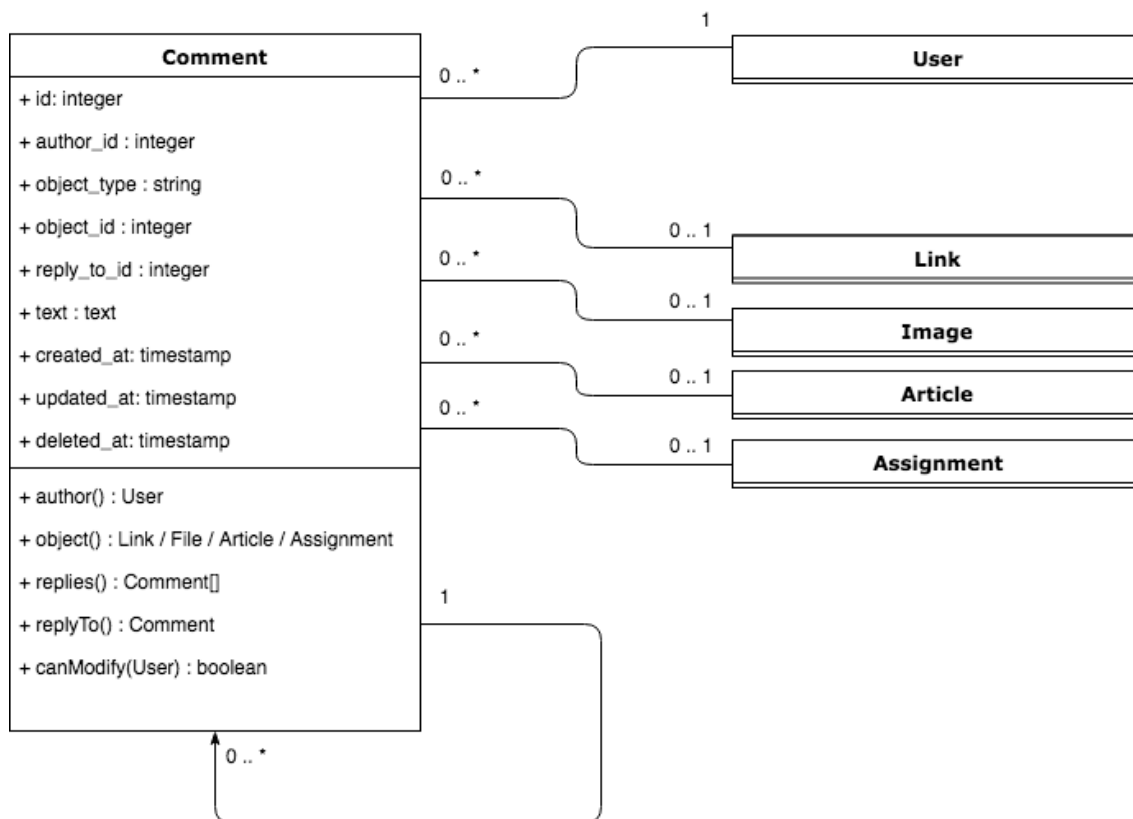 Comment
+ id: integer
+ author_id : integer
+ object_type : string
+ object_id : integer
+ reply_to_id : integer
+ text : text
+ created_at: timestamp
+ updated_at: timestamp
+ deleted_at: timestamp
+ author() : User
+ object() : Link / File / Article / Assignment
+ replies() : Comment[]
+ replyTo() : Comment
+ canModify(User) : boolean
0 .. *
1
User
0 .. *
0 .. 1
Link
0 .. *
0 .. 1
Image
0 .. *
0 .. 1
Article
0 .. *
0 .. 1
Assignment
1
0 .. *